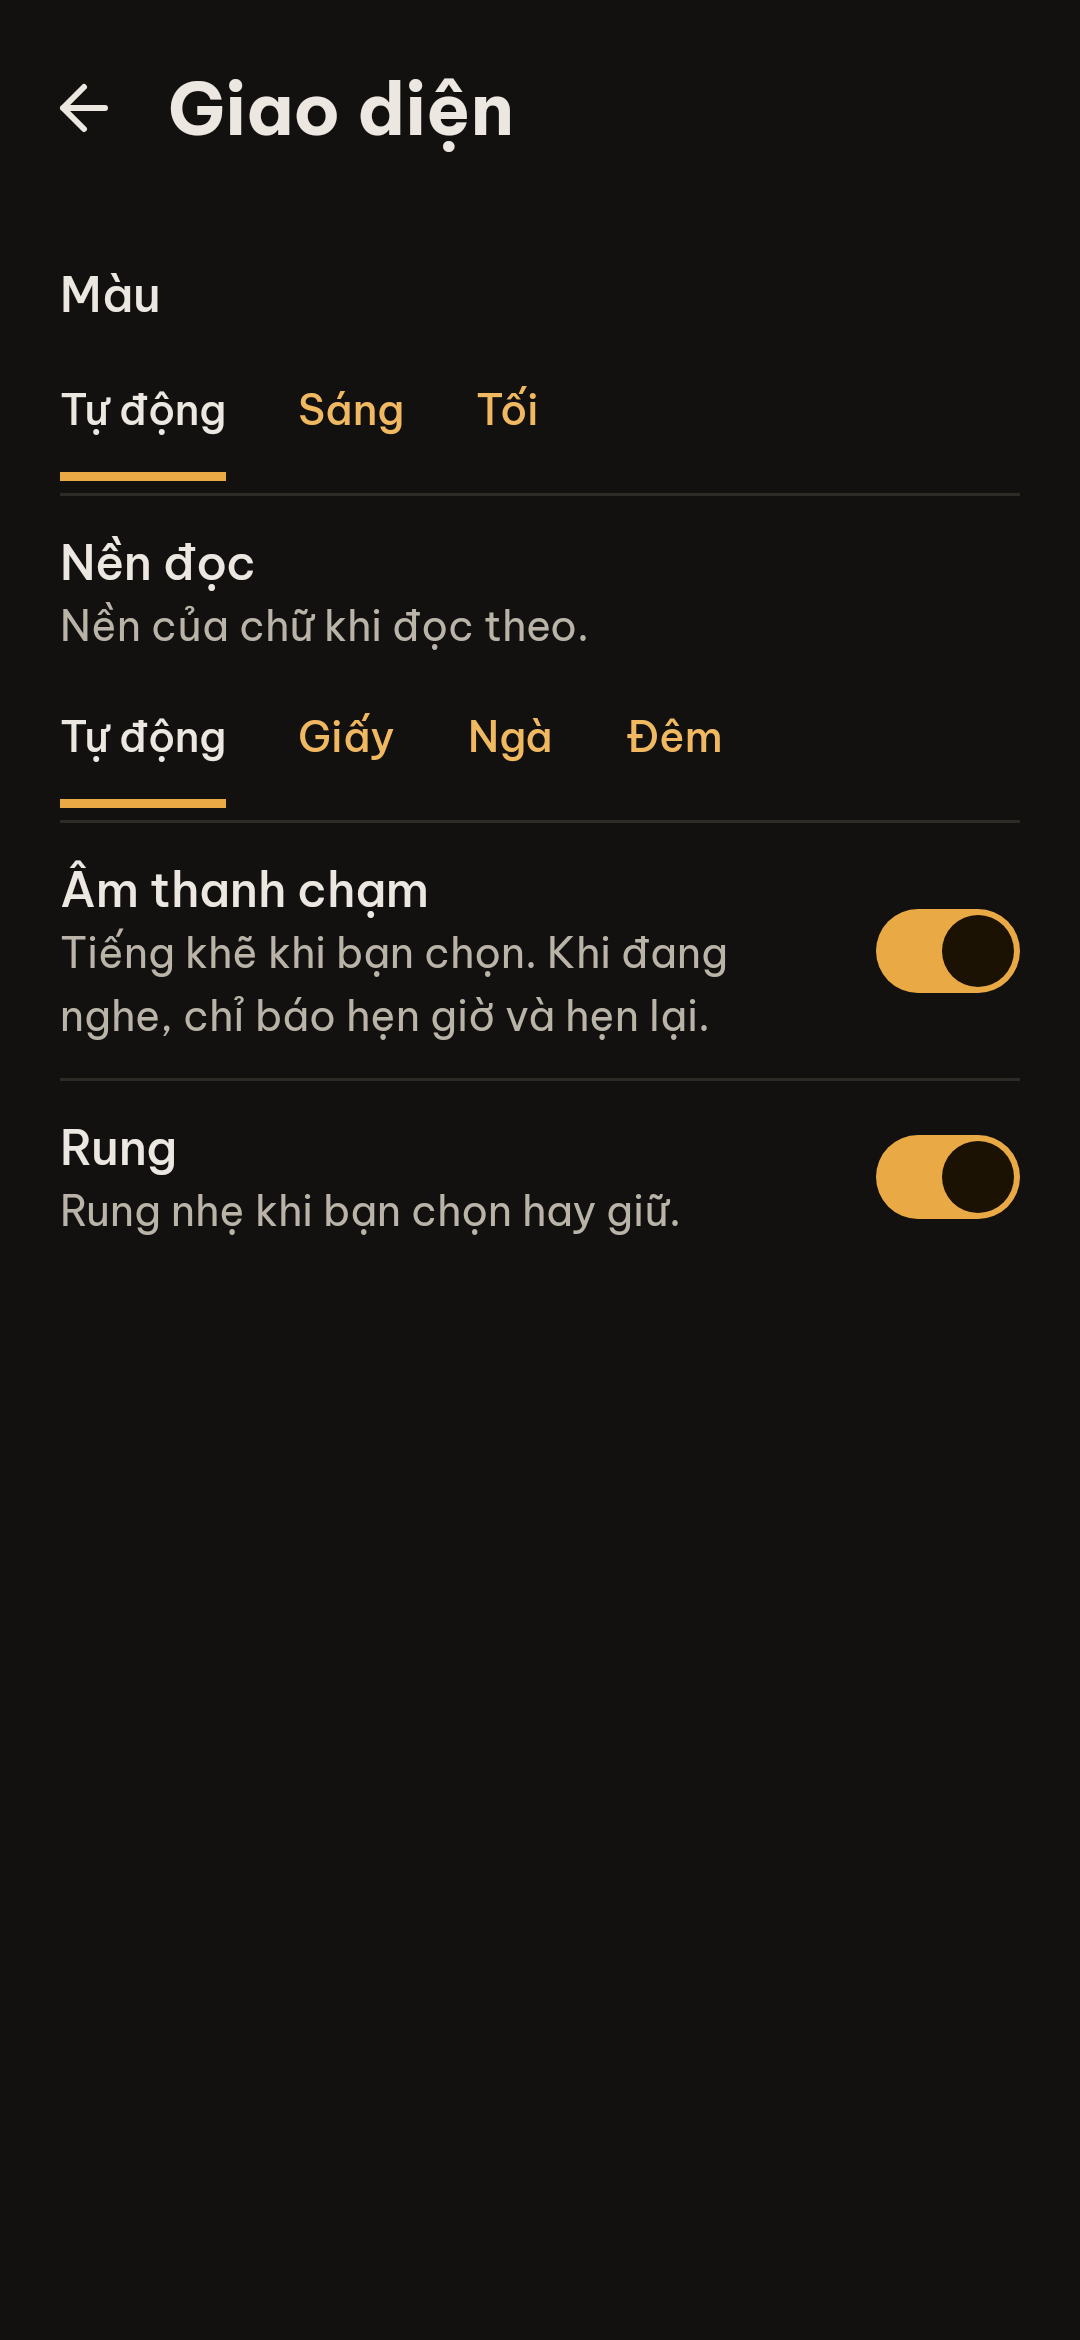 Giao diện
Màu
Tự động Sáng Tối
Nền đọc
Nền của chữ khi đọc theo.
Tự động Giấy Ngà Đêm
Âm thanh chạm
Tiếng khẽ khi bạn chọn. Khi đang
nghe, chỉ báo hẹn giờ và hẹn lại.
Rung
Rung nhẹ khi bạn chọn hay giữ.